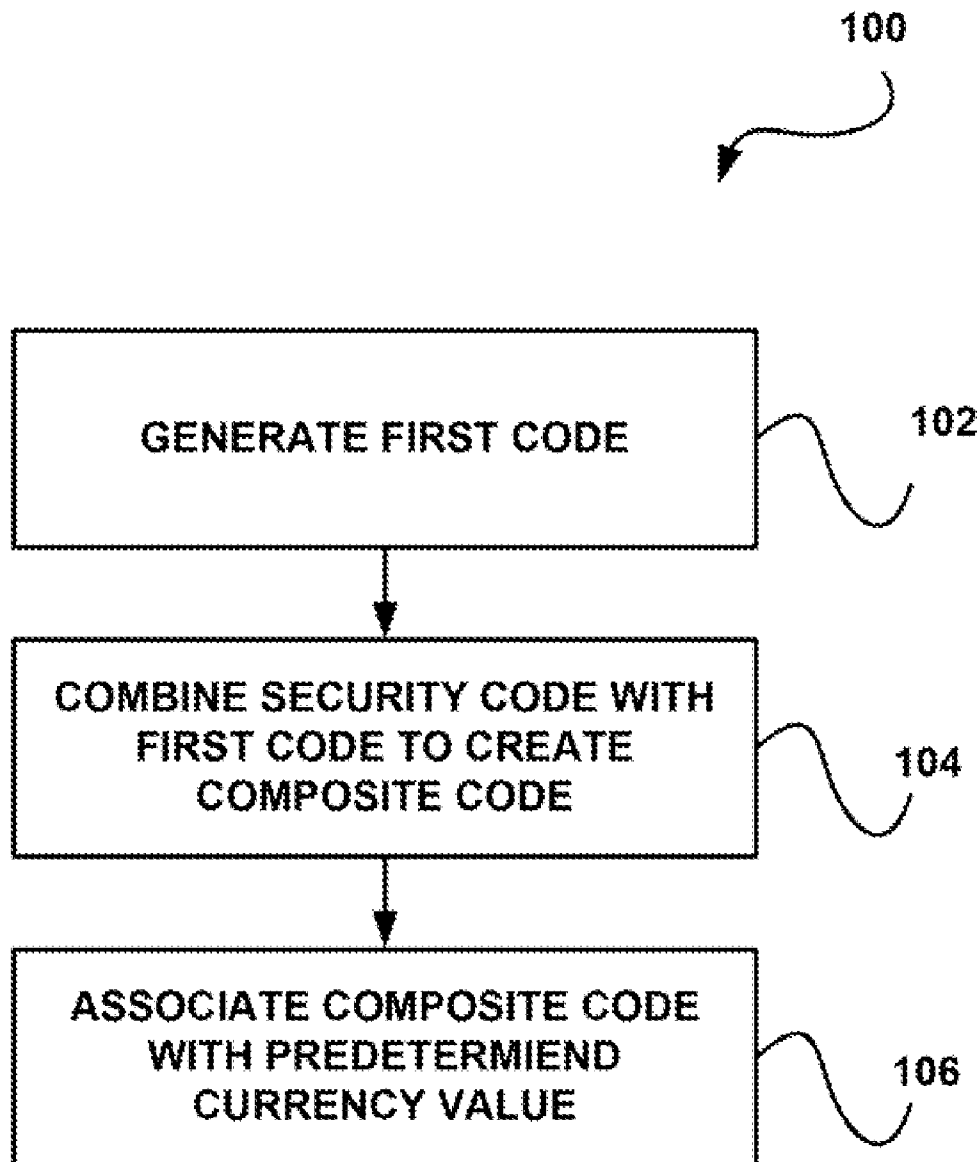 100
GENERATE FIRST CODE
102
COMBINE SECURITY CODE WITH
FIRST CODE TO CREATE
COMPOSITE CODE
104
ASSOCIATE COMPOSITE CODE
WITH PREDETERMIEND
CURRENCY VALUE
106